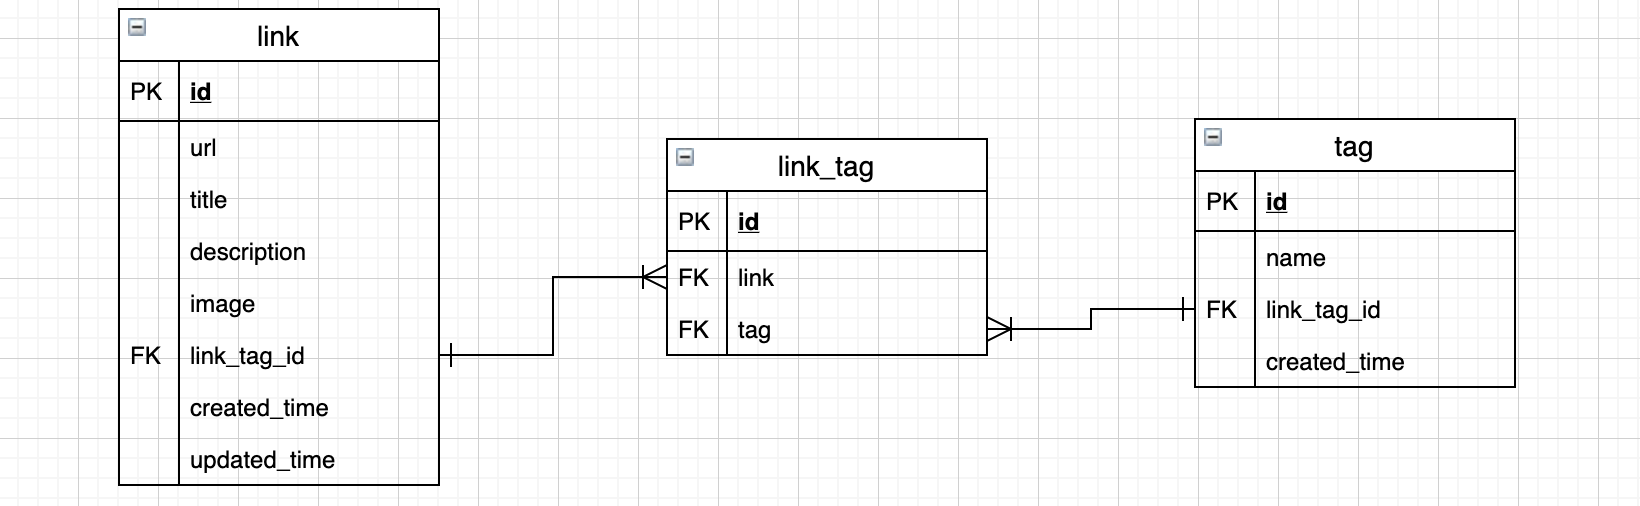 link
PK id
url
title
description
image
FK link_tag_id
created_time
updated_time
link_tag
PK id
FK link
FK tag
tag
PK id
name
FK link_tag_id
created_time